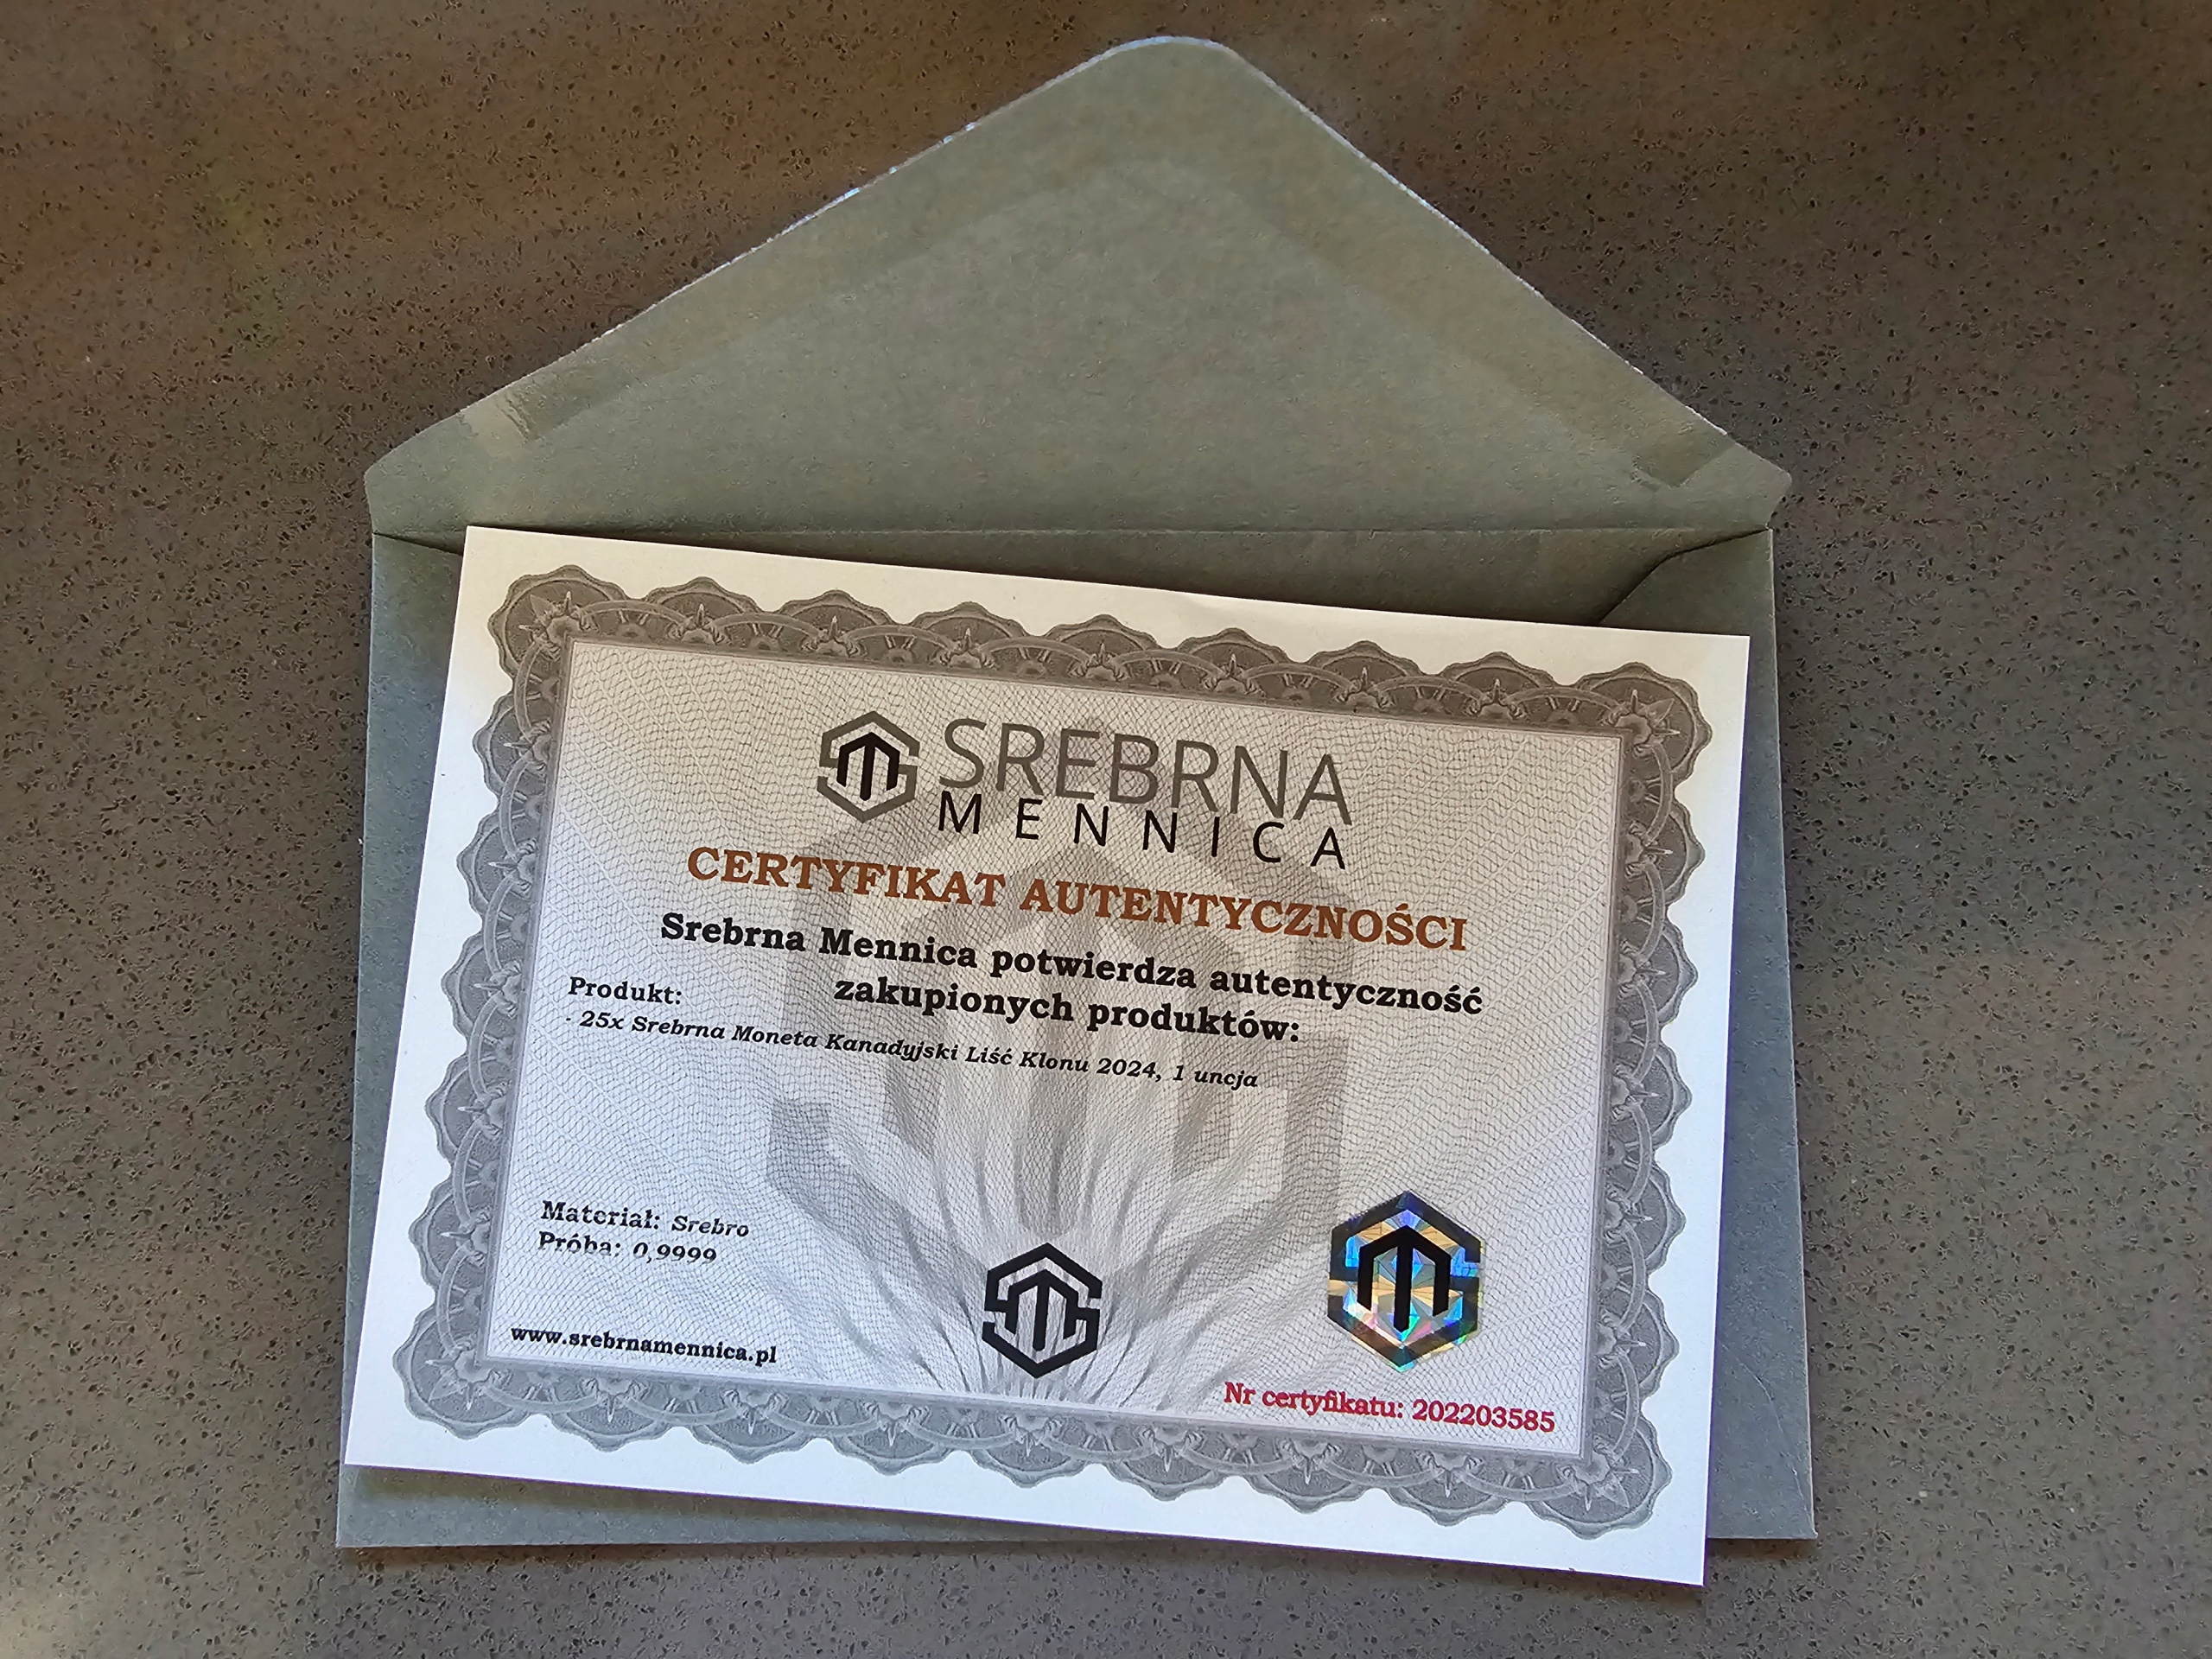 SREBRNA
MENNICA
CERTYFIKAT AUTENTYCZNOŚCI
Srebrna Mennica potwierdza autentyczność
zakupionych produktów:
Produkt:
- 25x Srebrna Moneta Kanadyjski Liść Klonu 2024, 1 uncja
Materiał: Srebro
Próba: 0,9999
www.srebrnamennica.pl
Nr certyfikatu: 202203585